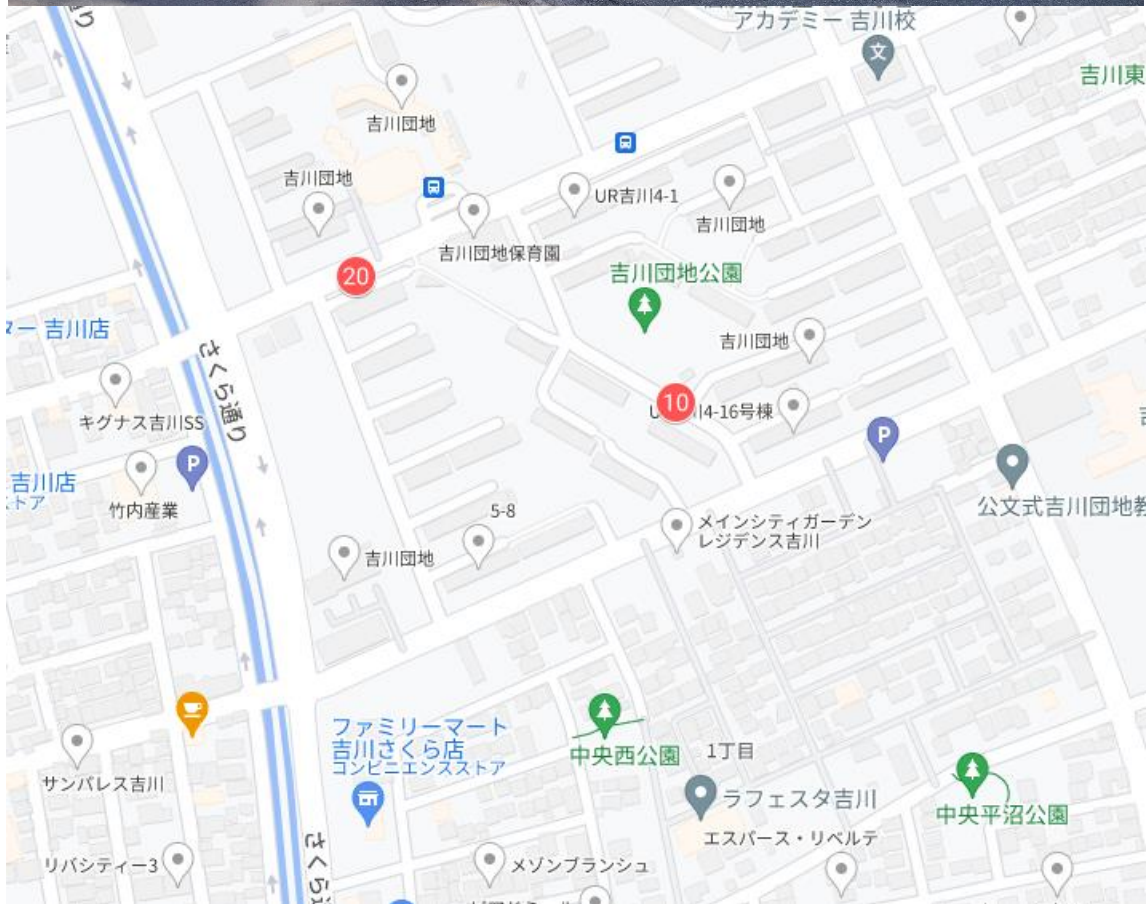 アカデミー 吉川校
吉川東
吉川団地
吉川団地
UR吉川4-1
吉川団地
吉川団地保育園
20
吉川団地公園
ター 吉川店
さくら通り
吉川団地
キグナス吉川SS
10
4-16号棟
P
P
吉川店
トア
竹内産業
公文式吉川団地教
5-8
メインシティガーデン
レジデンス吉川
吉川団地
ファミリーマート
吉川さくら店
コンビニエンスストア
中央西公園
1丁目
サンパレス吉川
ラフェスタ吉川
中央平沼公園
エスパース・リベルテ
さくら
リバシティー3
メゾンブランシュ